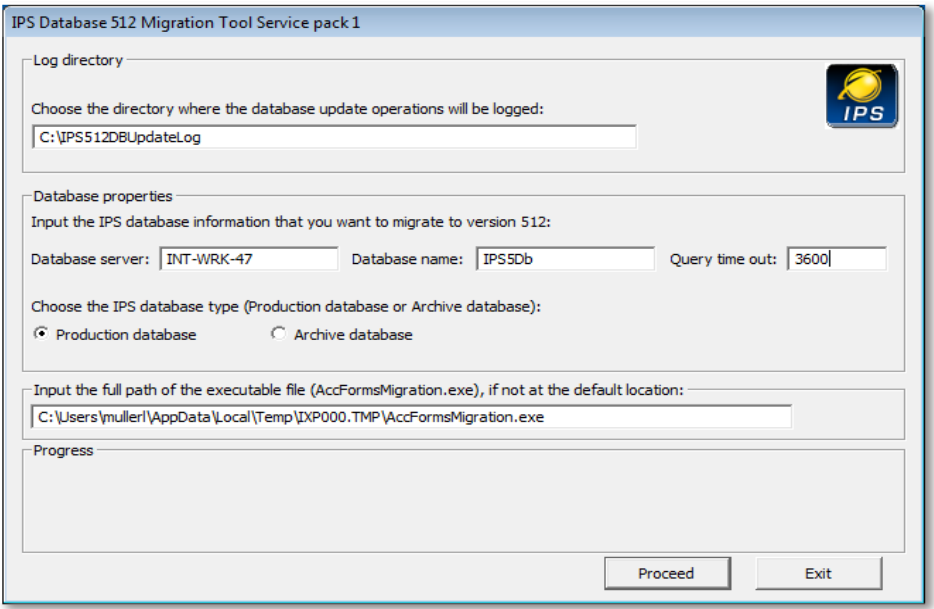 IPS Database 512 Migration Tool Service pack 1
Log directory
IPS
Choose the directory where the database update operations will be logged:
C:\IPS512DBUpdateLog
Database properties
Input the IPS database information that you want to migrate to version 512:
Database server: INT-WRK-47 Database name: IPS5Db Query time out: 3600
Choose the IPS database type (Production database or Archive database):
Production database Archive database
Input the full path of the executable file (AccFormsMigration.exe), if not at the default location:
C:\Users\mullerl\AppData\Local\Temp\IXP000.TMP\AccFormsMigration.exe
Progress
Proceed Exit